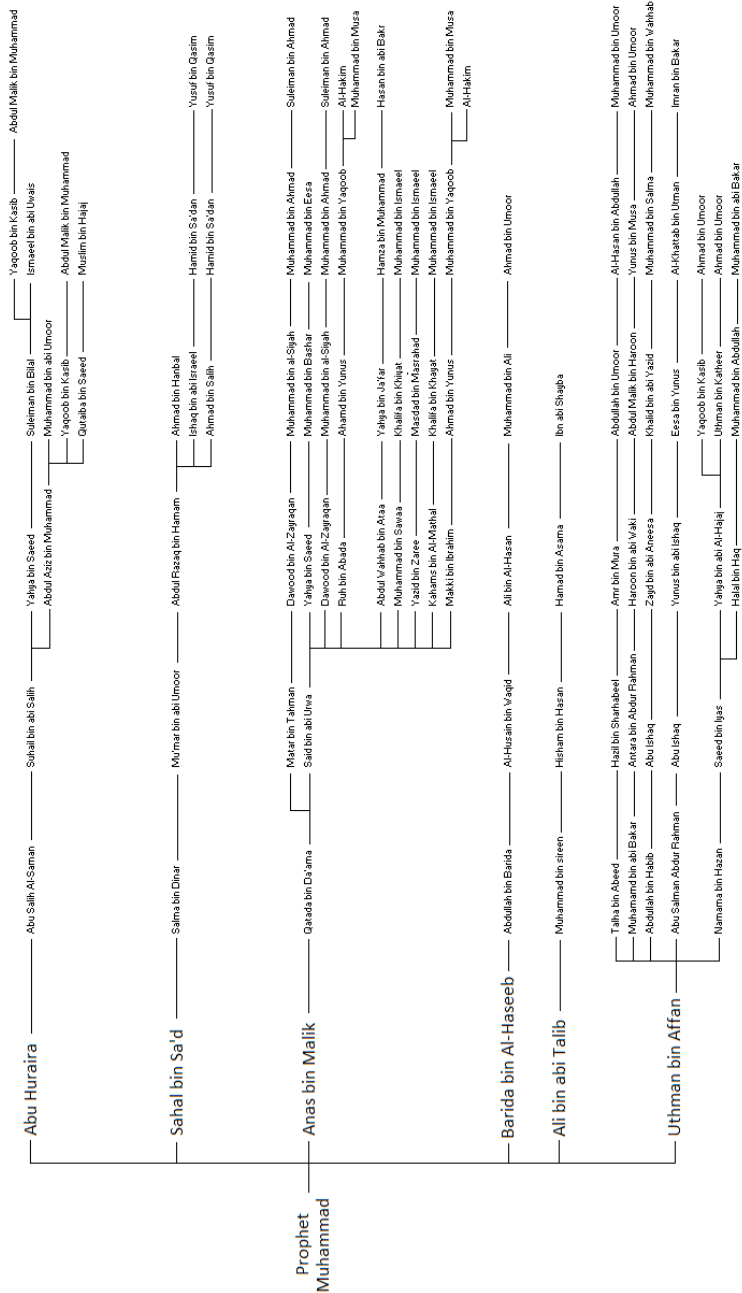 Prophet
Muhammad
Abu Huraira
Abu Salih Al-Saman
Suhail bin abi Salih
Yahya bin Saeed
Suleiman bin Bilal
Yaqoob bin Kasib
Abdul Malik bin Muhammad
Ismaeel bin abi Uwais
Abdul Aziz bin Muhammad
Muhammad bin abi Umoor
Yaqoob bin Kasib
Abdul Malik bin Muhammad
Qutaiba bin Saeed
Muslim bin Hajaj
Sahal bin Sa'd
Salma bin Dinar
Mu'mar bin abi Umoor
Abdul Razaq bin Hamam
Ahmad bin Hanbal
Ishaq bin abi Israeel
Hamid bin Sa'dan
Yusuf bin Qasim
Ahmad bin Salih
Hamid bin Sa'dan
Yusuf bin Qasim
Anas bin Malik
Qatada bin Da'ama
Matar bin Tahman
Dawood bin Al-Zaqraqan
Muhammad bin al-Sijah
Muhammad bin Ahmad
Suleiman bin Ahmad
Said bin abi Urwa
Yahya bin Saeed
Muhammad bin Bashar
Muhammad bin Eesa
Dawood bin Al-Zaqraqan
Muhammad bin al-Sijah
Muhammad bin Ahmad
Suleiman bin Ahmad
Ruh bin Abada
Ahamd bin Yunus
Muhammad bin Yaqoob
Al-Hakim
Muhammad bin Musa
Abdul Wahhab bin Ataa
Yahya bin Ja'far
Hamza bin Muhammad
Hasan bin abi Bakr
Muhammad bin Sawaa
Khalifa bin Khiyat
Muhammad bin Ismaeel
Yazid bin Zaree
Masdad bin Masrahad
Muhammad bin Ismaeel
Kahams bin Al-Mathal
Khalifa bin Khayat
Muhammad bin Ismaeel
Makki bin Ibrahim
Ahmad bin Yunus
Muhammad bin Yaqoob
Muhammad bin Musa
Al-Hakim
Barida bin Al-Haseeb
Abdullah bin Barida
Al-Husain bin Waqid
Ali bin Al-Hasan
Muhammad bin Ali
Ahmad bin Umoor
Ali bin abi Talib
Muhammad bin sireen
Hisham bin Hasan
Hamad bin Asama
Ibn abi Shagba
Uthman bin Affan
Talha bin Abeed
Hazil bin Sharhabeel
Amr bin Mura
Abdullah bin Umoor
Al-Hasan bin Abdullah
Muhammad bin Umoor
Muhamamd bin abi Bakar
Antara bin Abdur Rahman
Haroon bin abi Waki
Abdul Malik bin Haroon
Yunus bin Musa
Ahmad bin Umoor
Abdullah bin Habib
Abu Ishaq
Zayd bin abi Aneesa
Khalid bin abi Yazid
Muhammad bin Salma
Muhammad bin Wahhab
Abu Salman Abdur Rahman
Abu Ishaq
Yunus bin abi Ishaq
Eesa bin Yunus
Al-Khattab bin Utman
Imran bin Bakar
Namama bin Hazan
Saeed bin Iyas
Yahya bin abi Al-Hajaj
Yaqoob bin Kasib
Ahmad bin Umoor
Uthman bin Katheer
Ahmad bin Umoor
Halal bin Haq
Muhammad bin Abdullah
Muhammad bin abi Bakar